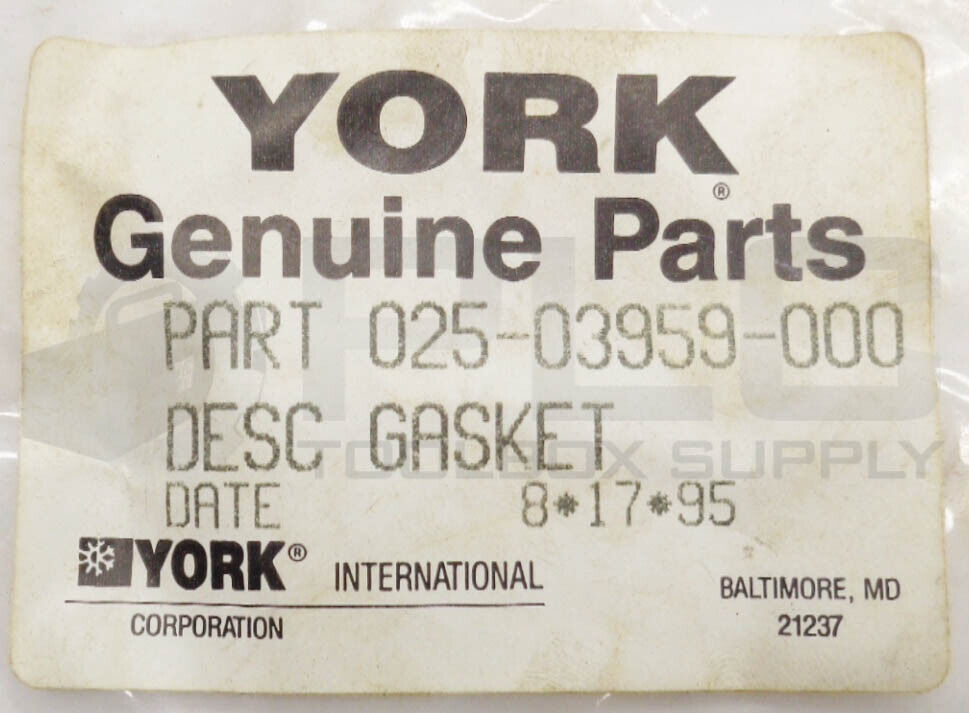 YORK®
Genuine Parts
PART 025-03959-000
DESC GASKET
DATE 8*17*95
YORK® INTERNATIONAL
CORPORATION
BALTIMORE, MD
21237
PLC
TOOLBOX SUPPLY